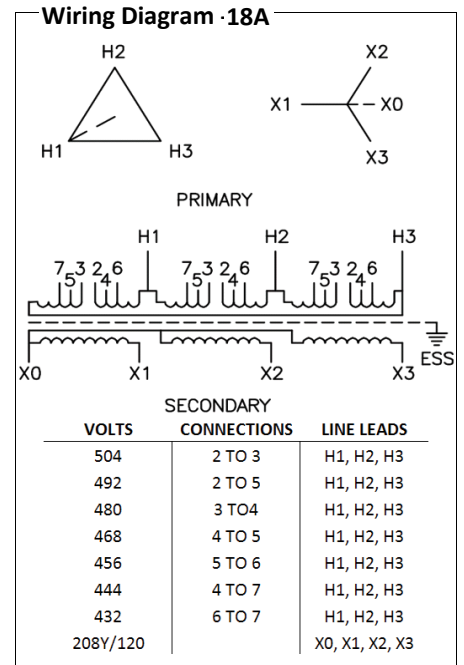 Wiring Diagram -18A
H2 X2
X1 X0
H1 H3 X3
PRIMARY
H1 H2 H3
7 5 3 2 4 6 7 5 3 2 4 6 7 5 3 2 4 6
ESS
X0 X1 X2 X3
SECONDARY
VOLTS CONNECTIONS LINE LEADS
504 2 TO 3 H1, H2, H3
492 2 TO 5 H1, H2, H3
480 3 TO4 H1, H2, H3
468 4 TO 5 H1, H2, H3
456 5 TO 6 H1, H2, H3
444 4 TO 7 H1, H2, H3
432 6 TO 7 H1, H2, H3
208Y/120 X0, X1, X2, X3